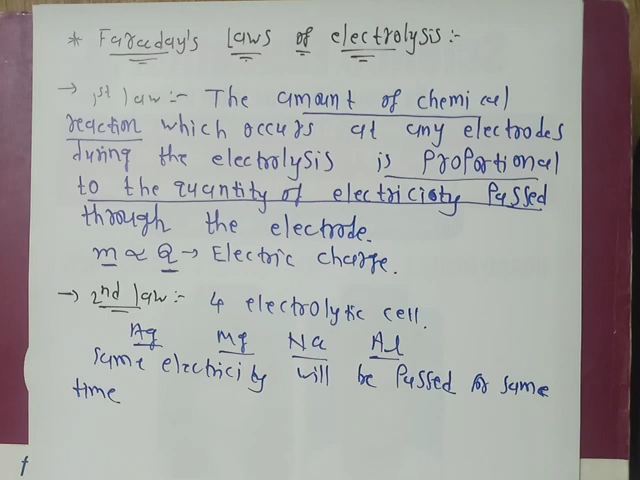 * Faraday's laws of electrolysis:-
→ 1st law:- The amount of chemical
reaction which occurs at any electrodes
during the electrolysis is proportional
to the quantity of electricioty passed
through the electrode.
m ∝ Q → Electric charge.
→ 2nd law:- 4 electrolytic cell.
Ag Mg Na Al
same electricity will be passed for same
time